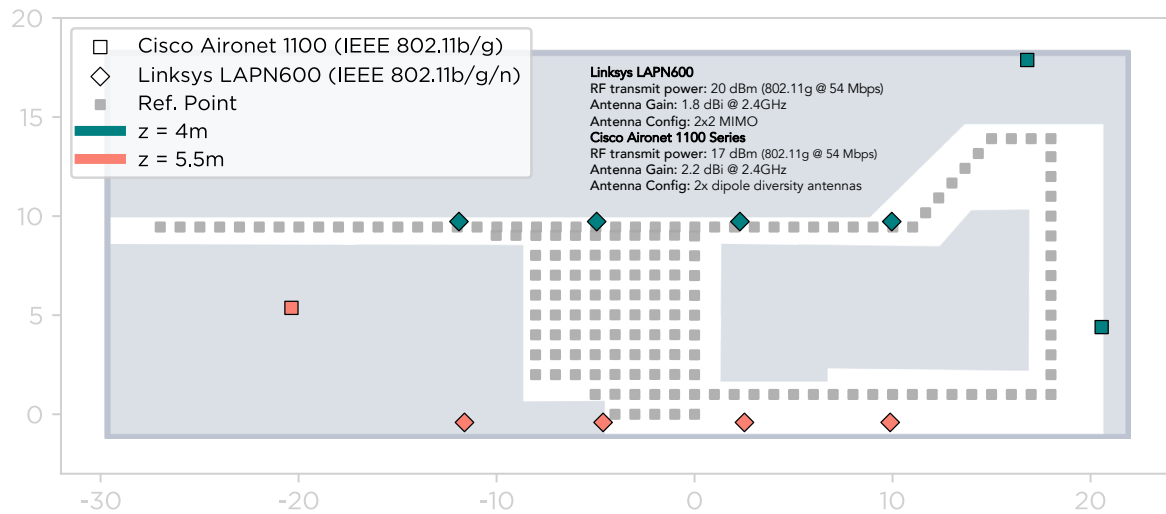 20
Cisco Aironet 1100 (IEEE 802.11b/g)
Linksys LAPN600 (IEEE 802.11b/g/n)
Ref. Point
z = 4m
z = 5.5m
Linksys LAPN600
RF transmit power: 20 dBm (802.11g @ 54 Mbps)
Antenna Gain: 1.8 dBi @ 2.4GHz
Antenna Config: 2x2 MIMO
Cisco Aironet 1100 Series
RF transmit power: 17 dBm (802.11g @ 54 Mbps)
Antenna Gain: 2.2 dBi @ 2.4GHz
Antenna Config: 2x dipole diversity antennas
15
10
5
0
-30 -20 -10 0 10 20